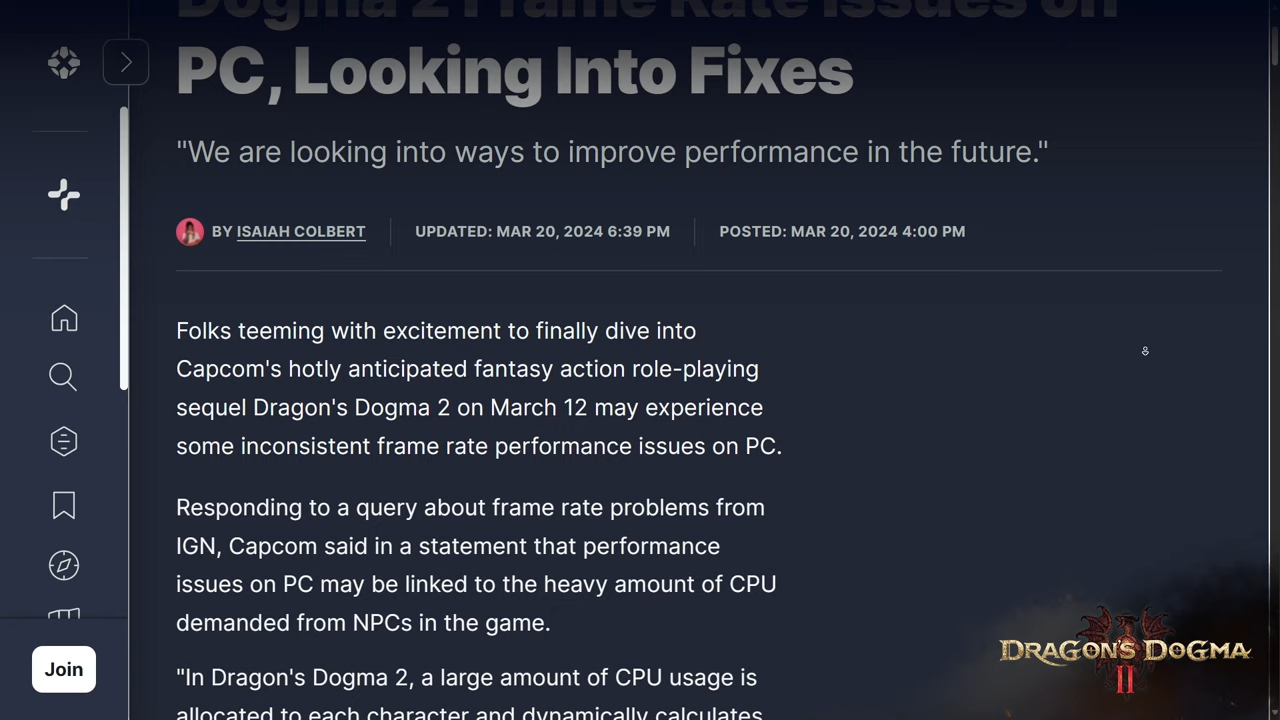 Dogma 2 Frame Rate Issues on
PC, Looking Into Fixes
"We are looking into ways to improve performance in the future."
BY ISAIAH COLBERT
UPDATED: MAR 20, 2024 6:39 PM
POSTED: MAR 20, 2024 4:00 PM
Folks teeming with excitement to finally dive into
Capcom's hotly anticipated fantasy action role-playing
sequel Dragon's Dogma 2 on March 12 may experience
some inconsistent frame rate performance issues on PC.
Responding to a query about frame rate problems from
IGN, Capcom said in a statement that performance
issues on PC may be linked to the heavy amount of CPU
demanded from NPCs in the game.
"In Dragon's Dogma 2, a large amount of CPU usage is
allocated to each character and dynamically calculates
Join
DRAGON'S DOGMA
II